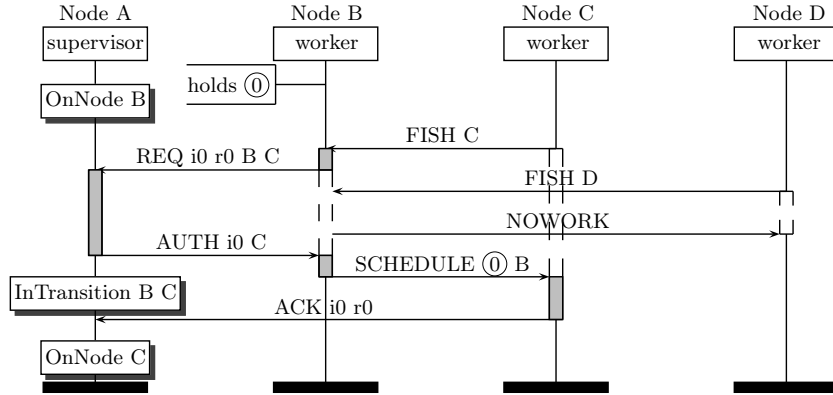 Node A Node B Node C Node D
supervisor worker worker worker
holds 0
OnNode B
FISH C
REQ i0 r0 B C
FISH D
NOWORK
AUTH i0 C
SCHEDULE 0 B
InTransition B C
ACK i0 r0
OnNode C